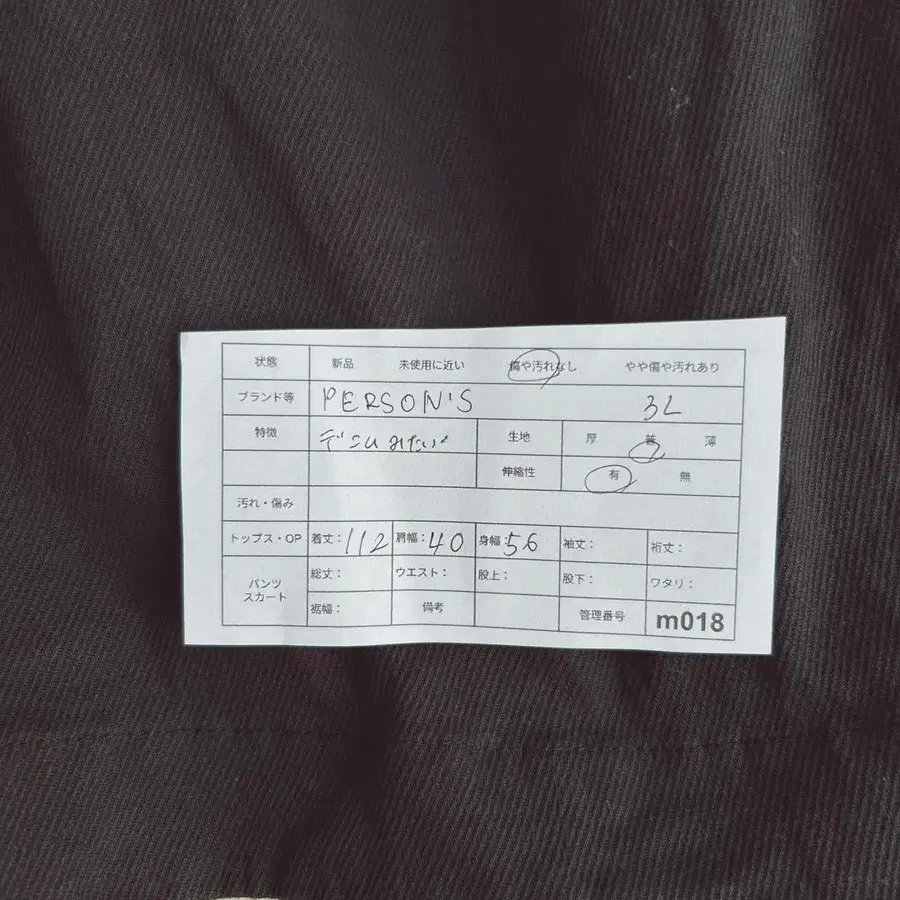 状態 新品 未使用に近い 傷や汚れなし やや傷や汚れあり
ブランド等 PERSON'S 3L
特徴 デニムみたい 生地 厚 普 薄
伸縮性 有 無
汚れ・傷み
トップス・OP 着丈：112 肩幅：40 身幅：56 袖丈： 裄丈：
パンツ スカート 総丈： ウエスト： 股上： 股下： ワタリ：
裾幅： 備考 管理番号 m018